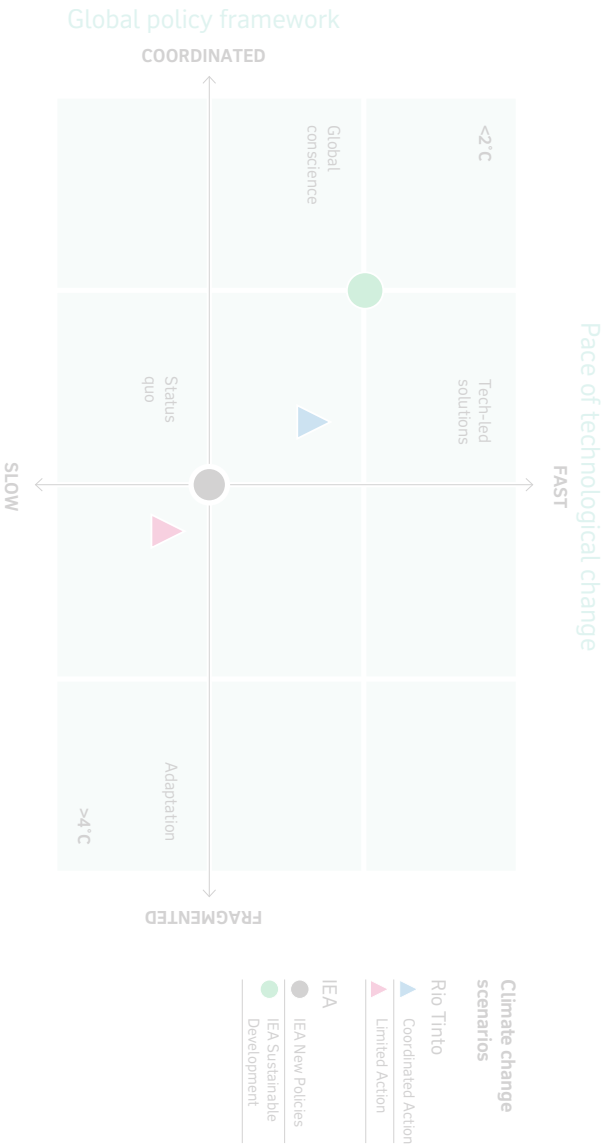 Global policy framework
COORDINATED
<2°C
Global
conscience
Pace of technological change
Tech-led
solutions
Status
quo
SLOW
FAST
Adaptation
>4°C
FRAGMENTED
Climate change
scenarios
Rio Tinto
Coordinated Action
Limited Action
IEA
IEA New Policies
IEA Sustainable
Development